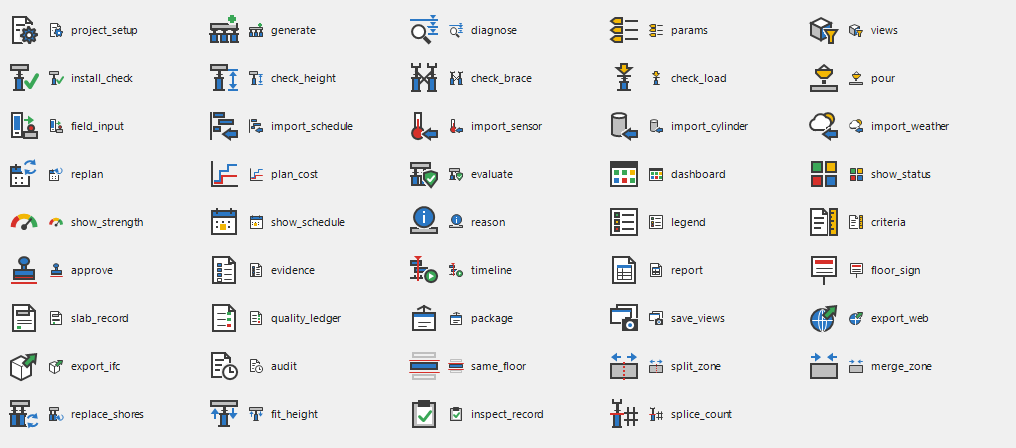 project_setup generate diagnose params views
install_check check_height check_brace check_load pour
field_input import_schedule import_sensor import_cylinder import_weather
replan plan_cost evaluate dashboard show_status
show_strength show_schedule reason legend criteria
approve evidence timeline report floor_sign
slab_record quality_ledger package save_views export_web
export_ifc audit same_floor split_zone merge_zone
replace_shores fit_height inspect_record splice_count